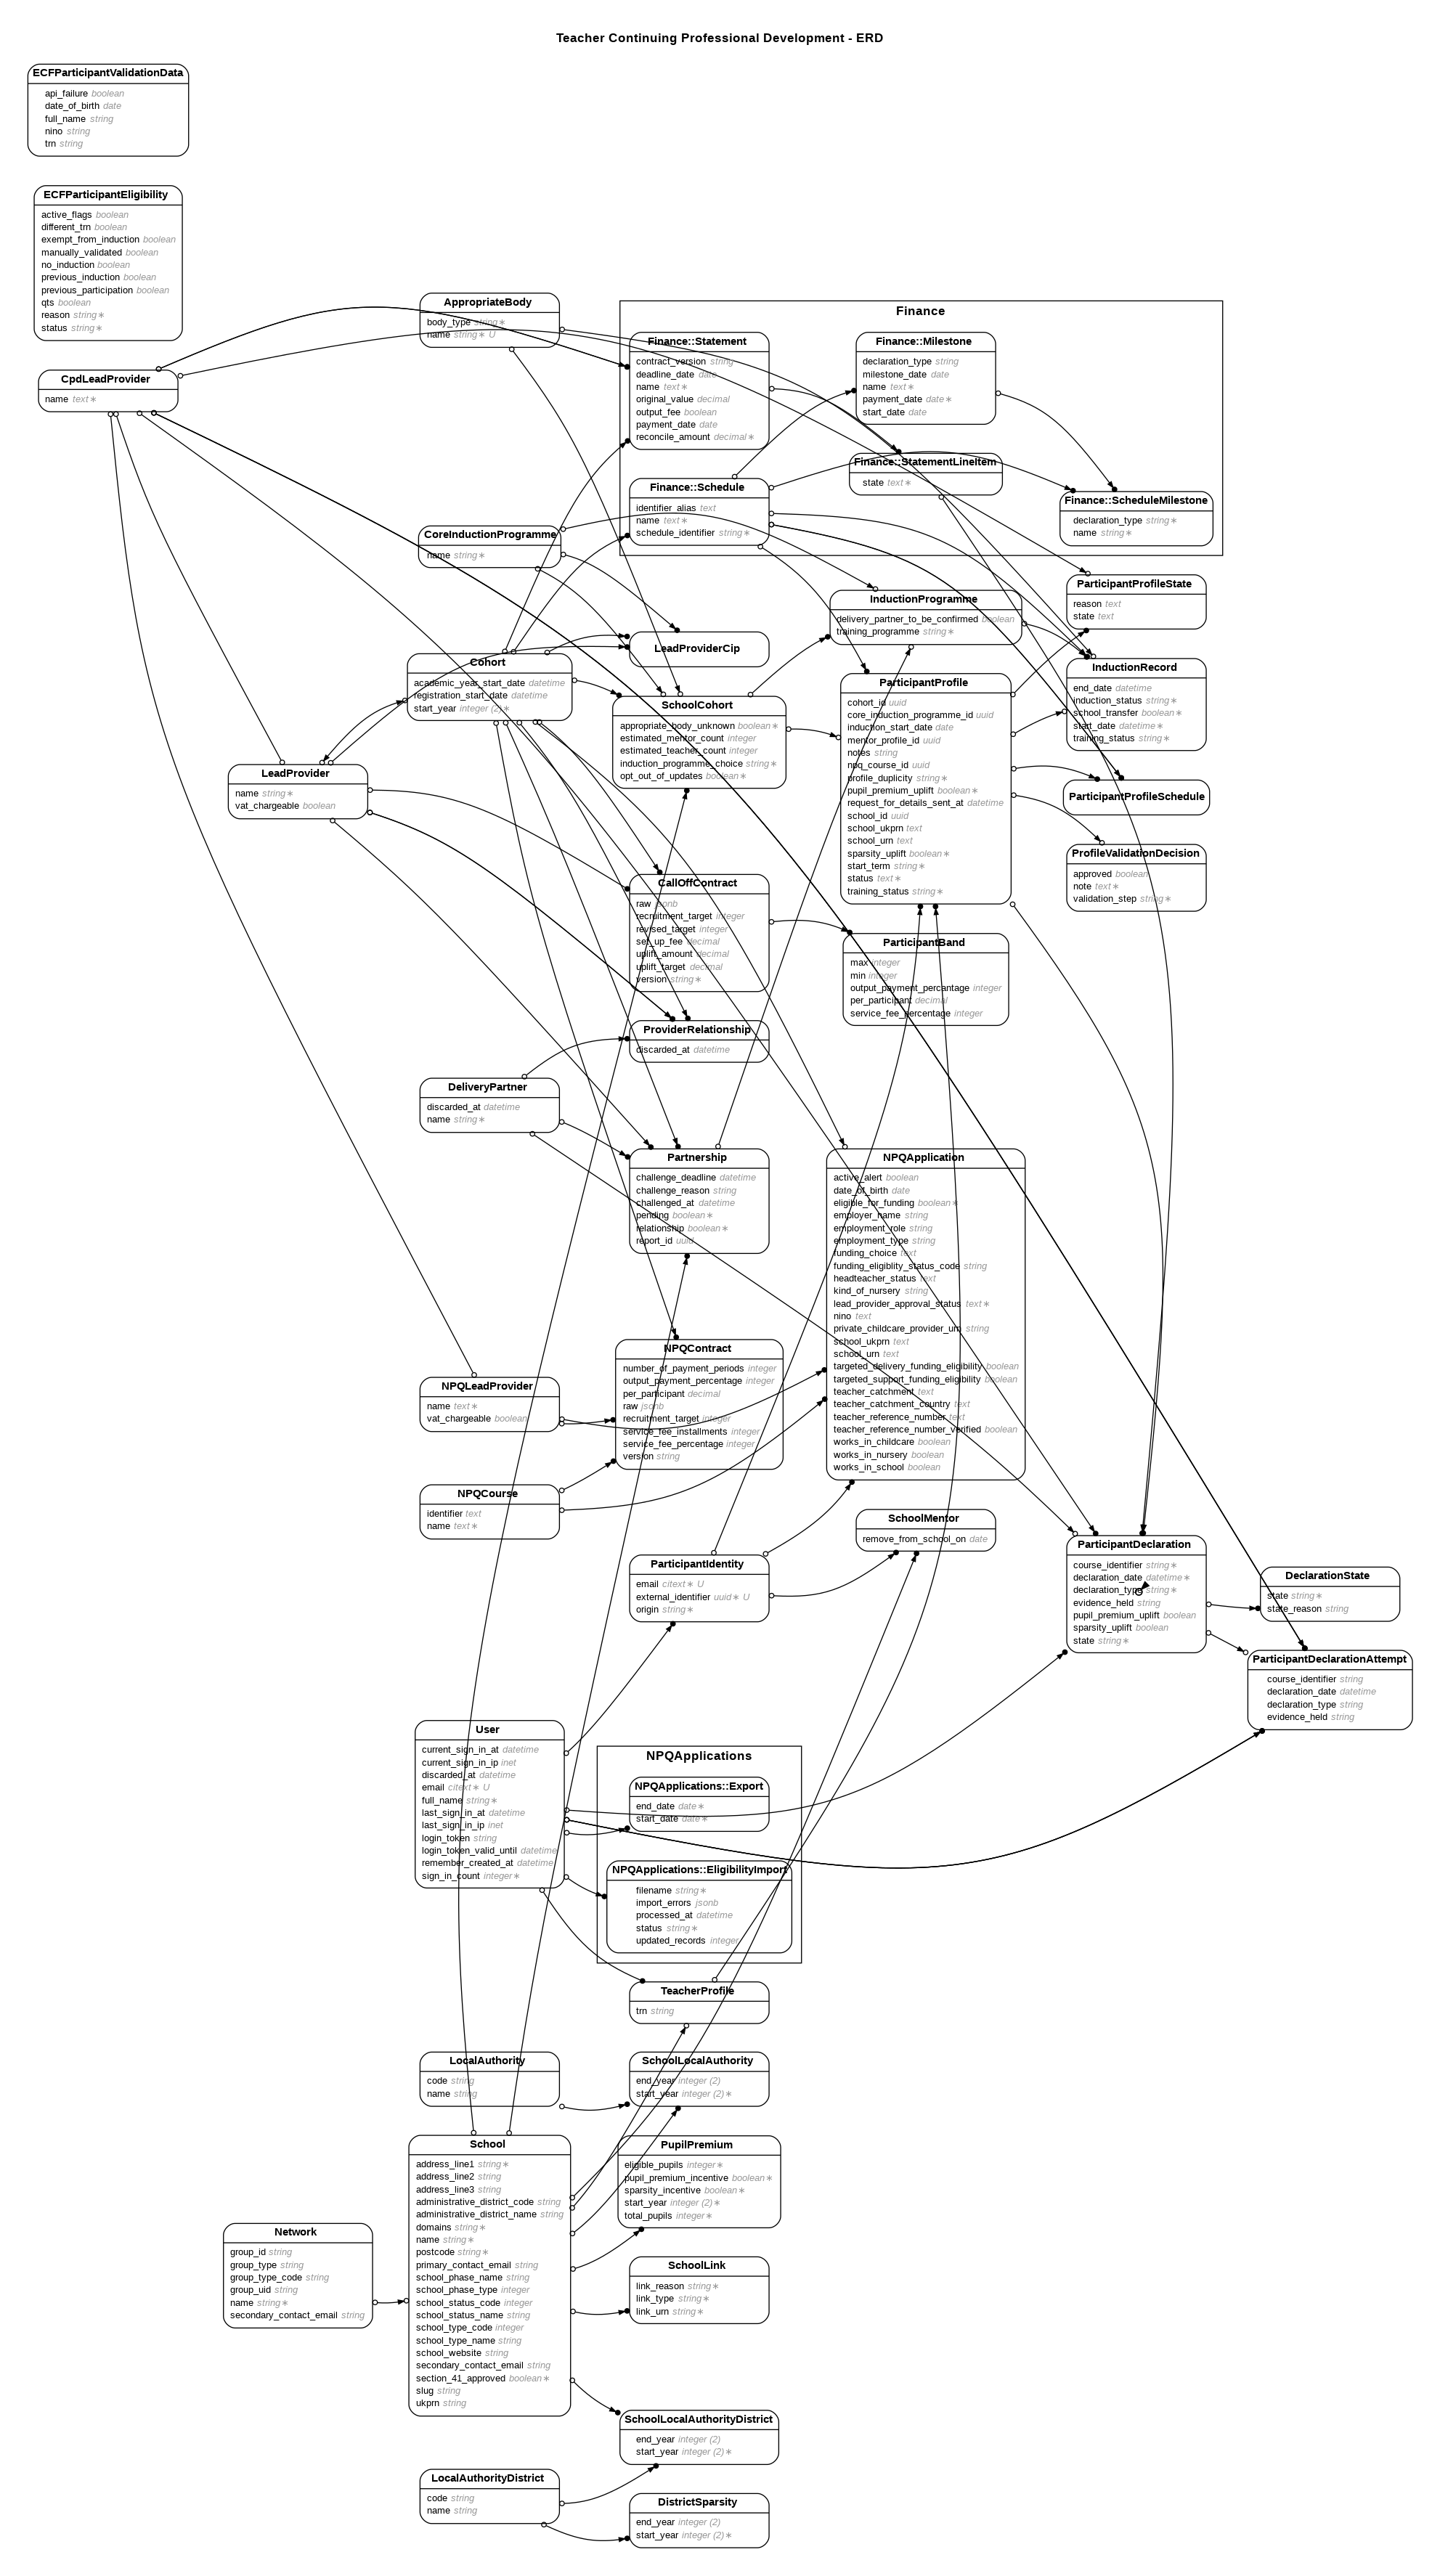 Teacher Continuing Professional Development - ERD
ECFParticipantValidationData
api_failure boolean
date_of_birth date
full_name string
nino string
trn string
ECFParticipantEligibility
active_flags boolean
different_trn boolean
exempt_from_induction boolean
manually_validated boolean
no_induction boolean
previous_induction boolean
previous_participation boolean
qts boolean
reason string∗
status string∗
CpdLeadProvider
name text∗
AppropriateBody
body_type string∗
name string∗ U
Finance
Finance::Statement
contract_version string
deadline_date date
name text∗
original_value decimal
output_fee boolean
payment_date date
reconcile_amount decimal∗
Finance::Milestone
declaration_type string
milestone_date date
name text∗
payment_date date∗
start_date date
Finance::StatementLineItem
state text∗
Finance::Schedule
identifier_alias text
name text∗
schedule_identifier string∗
Finance::ScheduleMilestone
declaration_type string∗
name string∗
CoreInductionProgramme
name string∗
InductionProgramme
delivery_partner_to_be_confirmed boolean
training_programme string∗
ParticipantProfileState
reason text
state text
LeadProviderCip
Cohort
academic_year_start_date datetime
registration_start_date datetime
start_year integer (2)∗
InductionRecord
end_date datetime
induction_status string∗
school_transfer boolean∗
start_date datetime∗
training_status string∗
SchoolCohort
appropriate_body_unknown boolean∗
estimated_mentor_count integer
estimated_teacher_count integer
induction_programme_choice string∗
opt_out_of_updates boolean∗
ParticipantProfile
cohort_id uuid
core_induction_programme_id uuid
induction_start_date date
mentor_profile_id uuid
notes string
npq_course_id uuid
profile_duplicity string∗
pupil_premium_uplift boolean∗
request_for_details_sent_at datetime
school_id uuid
school_ukprn text
school_urn text
sparsity_uplift boolean∗
start_term string∗
status text∗
training_status string∗
LeadProvider
name string∗
vat_chargeable boolean
ParticipantProfileSchedule
ProfileValidationDecision
approved boolean
note text∗
validation_step string∗
CallOffContract
raw jsonb
recruitment_target integer
revised_target integer
set_up_fee decimal
uplift_amount decimal
uplift_target decimal
version string∗
ParticipantBand
max integer
min integer
output_payment_percantage integer
per_participant decimal
service_fee_percentage integer
ProviderRelationship
discarded_at datetime
DeliveryPartner
discarded_at datetime
name string∗
Partnership
challenge_deadline datetime
challenge_reason string
challenged_at datetime
pending boolean∗
relationship boolean∗
report_id uuid
NPQApplication
active_alert boolean
date_of_birth date
eligible_for_funding boolean∗
employer_name string
employment_role string
employment_type string
funding_choice text
funding_eligiblity_status_code string
headteacher_status text
kind_of_nursery string
lead_provider_approval_status text∗
nino text
private_childcare_provider_urn string
school_ukprn text
school_urn text
targeted_delivery_funding_eligibility boolean
targeted_support_funding_eligibility boolean
teacher_catchment text
teacher_catchment_country text
teacher_reference_number text
teacher_reference_number_verified boolean
works_in_childcare boolean
works_in_nursery boolean
works_in_school boolean
NPQContract
number_of_payment_periods integer
output_payment_percentage integer
per_participant decimal
raw jsonb
recruitment_target integer
service_fee_installments integer
service_fee_percentage integer
version string
NPQLeadProvider
name text∗
vat_chargeable boolean
NPQCourse
identifier text
name text∗
SchoolMentor
remove_from_school_on date
ParticipantIdentity
email citext∗ U
external_identifier uuid∗ U
origin string∗
ParticipantDeclaration
course_identifier string∗
declaration_date datetime∗
declaration_type string∗
evidence_held string
pupil_premium_uplift boolean
sparsity_uplift boolean
state string∗
DeclarationState
state string∗
state_reason string
ParticipantDeclarationAttempt
course_identifier string
declaration_date datetime
declaration_type string
evidence_held string
User
current_sign_in_at datetime
current_sign_in_ip inet
discarded_at datetime
email citext∗ U
full_name string∗
last_sign_in_at datetime
last_sign_in_ip inet
login_token string
login_token_valid_until datetime
remember_created_at datetime
sign_in_count integer∗
NPQApplications
NPQApplications::Export
end_date date∗
start_date date∗
NPQApplications::EligibilityImport
filename string∗
import_errors jsonb
processed_at datetime
status string∗
updated_records integer
TeacherProfile
trn string
LocalAuthority
code string
name string
SchoolLocalAuthority
end_year integer (2)
start_year integer (2)∗
School
address_line1 string∗
address_line2 string
address_line3 string
administrative_district_code string
administrative_district_name string
domains string∗
name string∗
postcode string∗
primary_contact_email string
school_phase_name string
school_phase_type integer
school_status_code integer
school_status_name string
school_type_code integer
school_type_name string
school_website string
secondary_contact_email string
section_41_approved boolean∗
slug string
ukprn string
PupilPremium
eligible_pupils integer∗
pupil_premium_incentive boolean∗
sparsity_incentive boolean∗
start_year integer (2)∗
total_pupils integer∗
Network
group_id string
group_type string
group_type_code string
group_uid string
name string∗
secondary_contact_email string
SchoolLink
link_reason string∗
link_type string∗
link_urn string∗
SchoolLocalAuthorityDistrict
end_year integer (2)
start_year integer (2)∗
LocalAuthorityDistrict
code string
name string
DistrictSparsity
end_year integer (2)
start_year integer (2)∗